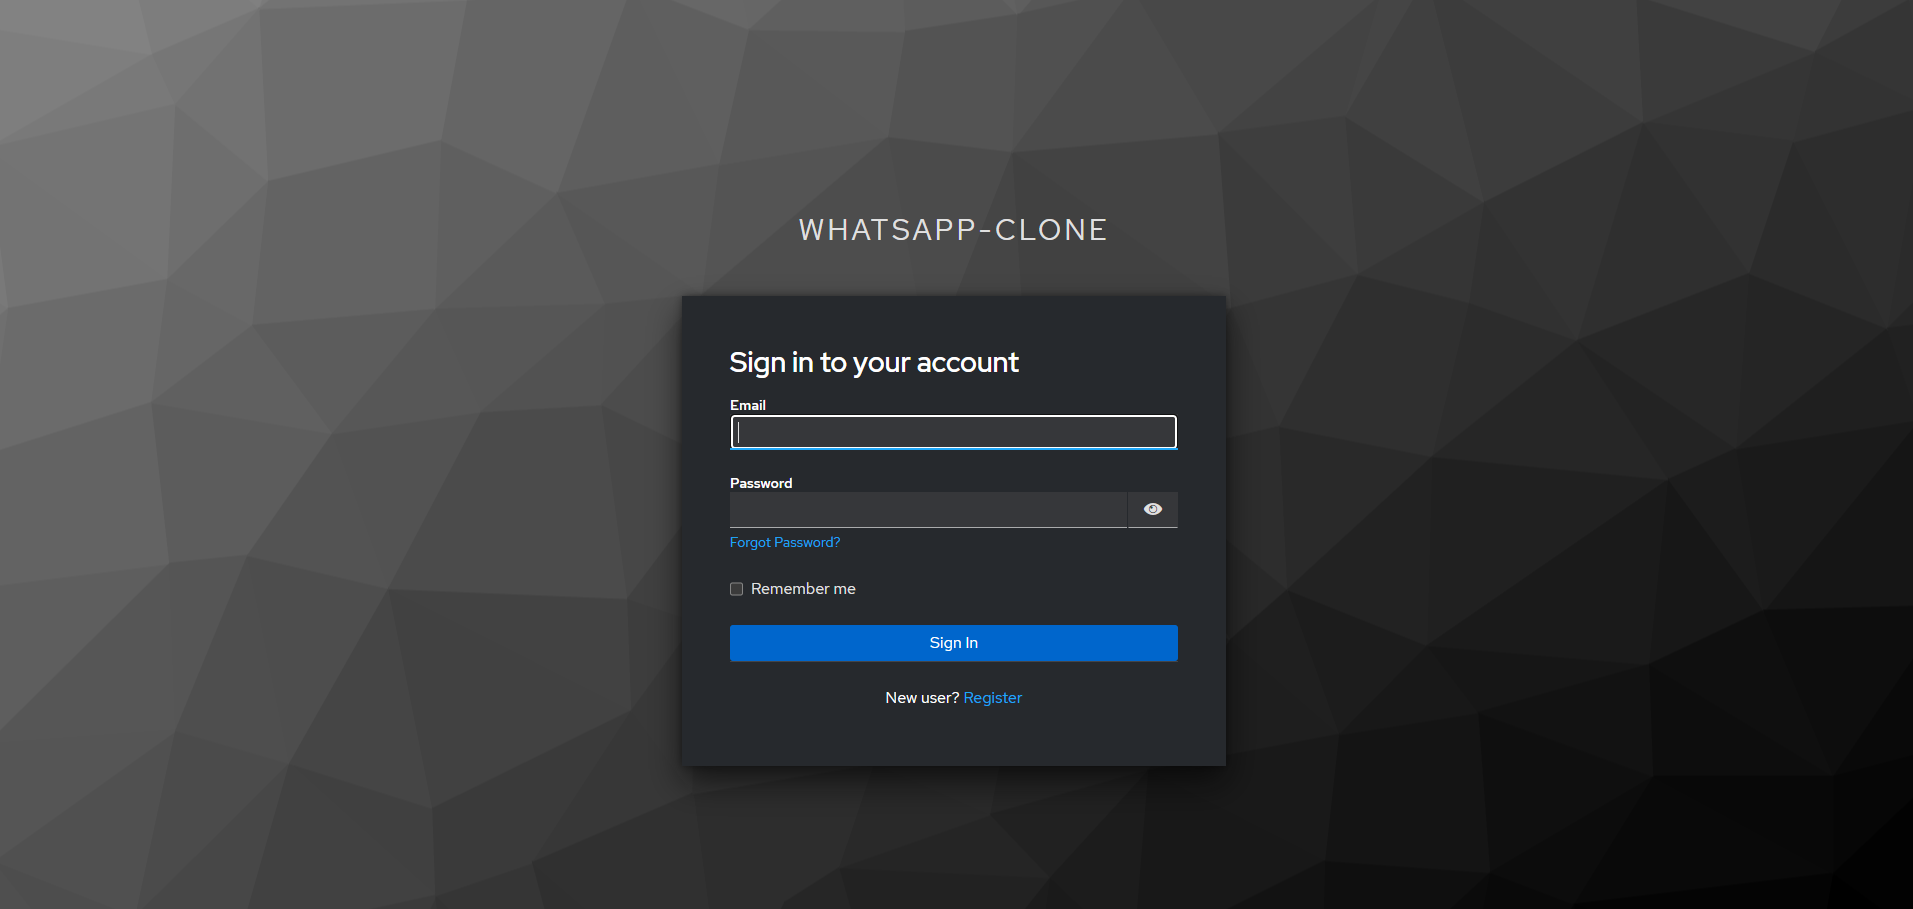 WHATSAPP-CLONE
Sign in to your account
Email
Password
Forgot Password?
Remember me
Sign In
New user? Register